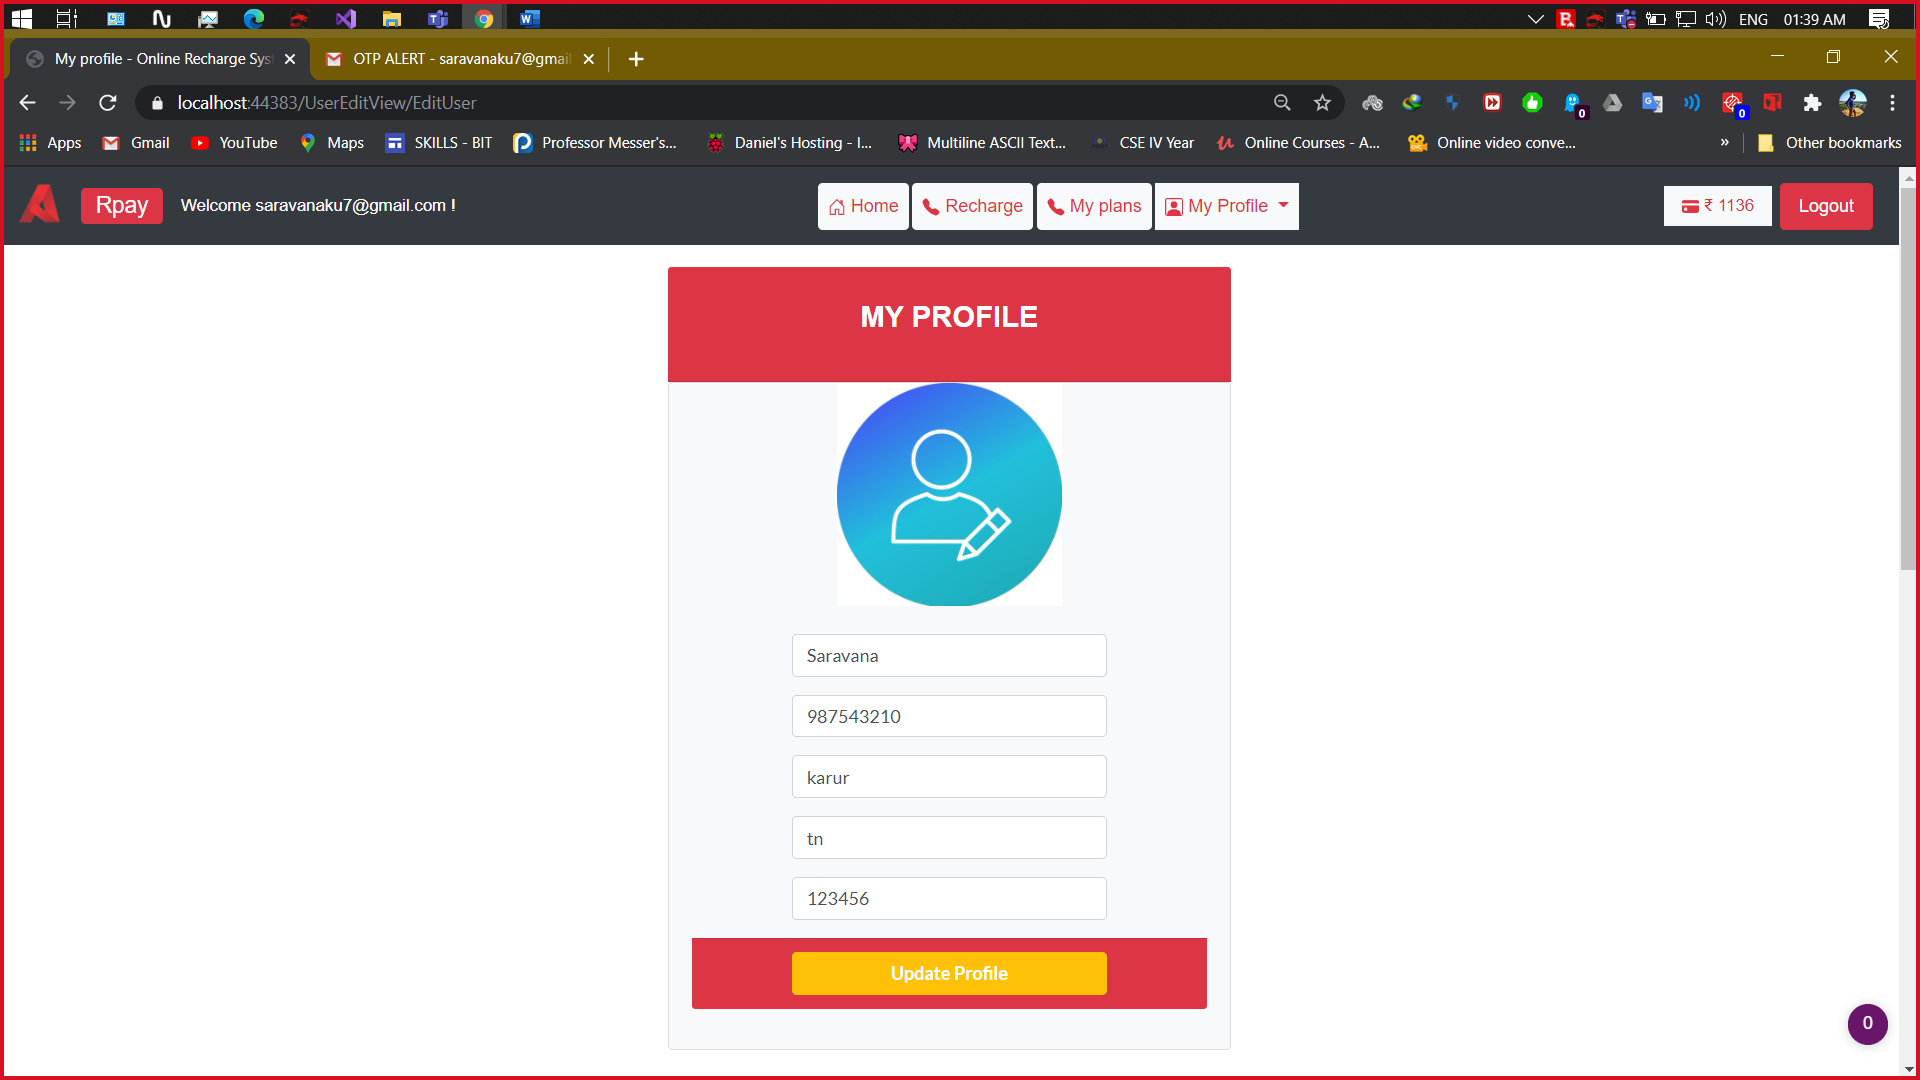 ENG 01:39 AM
My profile - Online Recharge Sys
OTP ALERT - saravanaku7@gmail
localhost:44383/UserEditView/EditUser
0
0
Apps Gmail YouTube Maps SKILLS - BIT Professor Messer's... Daniel's Hosting - I... Multiline ASCII Text... CSE IV Year Online Courses - A... Online video conve... » Other bookmarks
Rpay Welcome saravanaku7@gmail.com ! Home Recharge My plans My Profile ₹ 1136 Logout
MY PROFILE
Saravana
987543210
karur
tn
123456
Update Profile
0